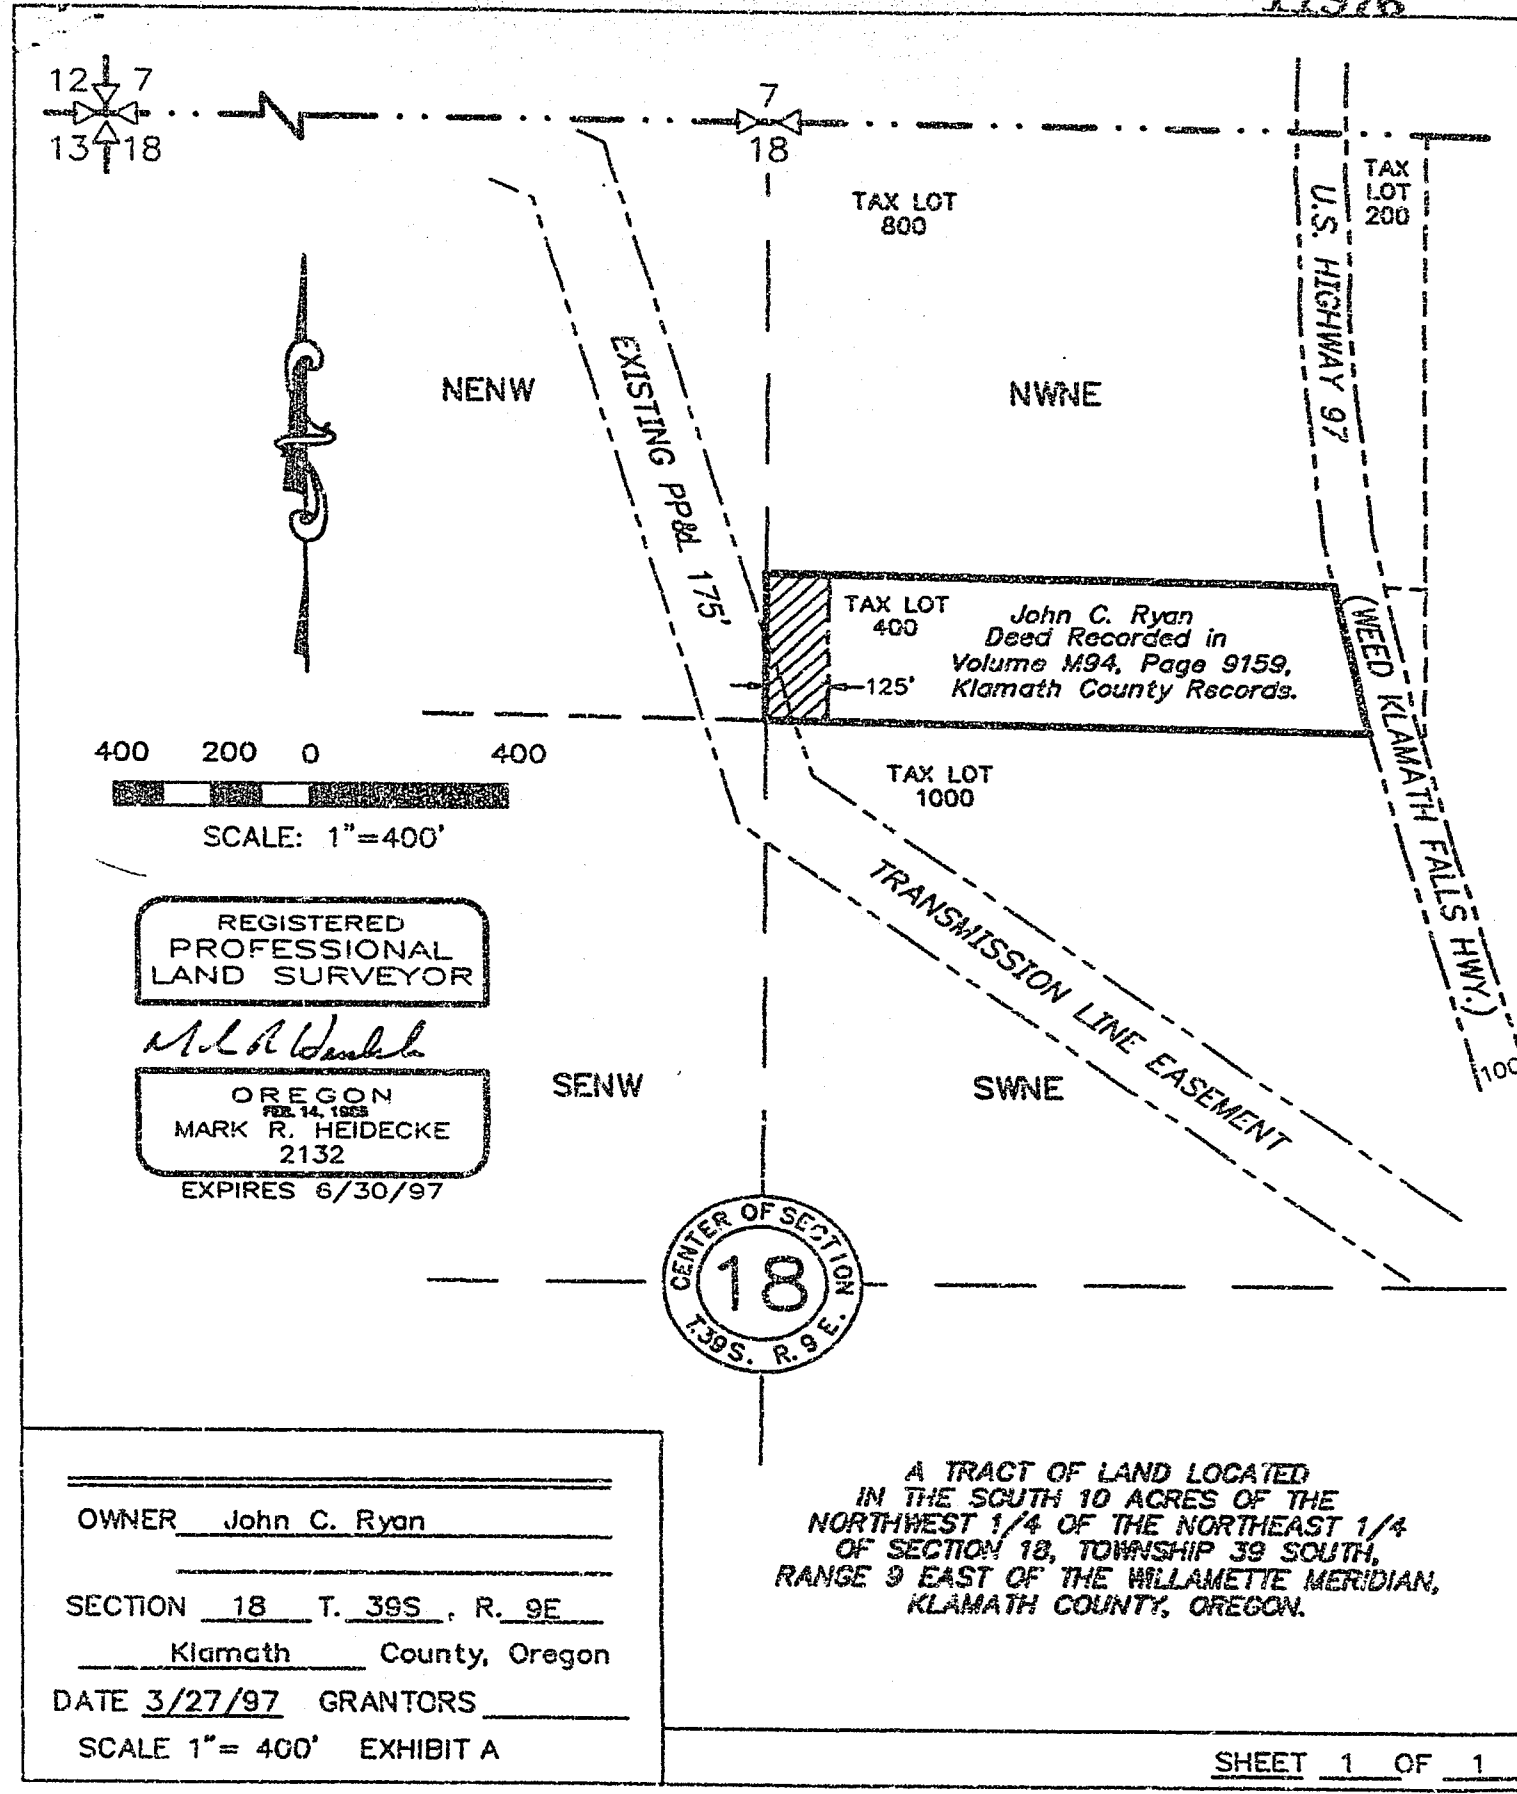 12 7
13 18
7
18
TAX LOT
800
TAX
LOT
200
U.S. HIGHWAY 97
(WEED KLAMATH FALLS HWY.)
NENW
NWNE
EXISTING PP&L 175'
TRANSMISSION LINE EASEMENT
TAX LOT
400
John C. Ryan
Deed Recorded in
Volume M94, Page 9159,
Klamath County Records.
125'
TAX LOT
1000
400 200 0 400
SCALE: 1"=400'
REGISTERED
PROFESSIONAL
LAND SURVEYOR
OREGON
MARK R. HEIDECKE
2132
EXPIRES 6/30/97
SENW
SWNE
100
CENTER OF SECTION
18
T.39S. R.9E.
OWNER John C. Ryan
SECTION 18 T. 39S, R. 9E
Klamath County, Oregon
DATE 3/27/97 GRANTORS
SCALE 1"= 400' EXHIBIT A
A TRACT OF LAND LOCATED
IN THE SOUTH 10 ACRES OF THE
NORTHWEST 1/4 OF THE NORTHEAST 1/4
OF SECTION 18, TOWNSHIP 39 SOUTH,
RANGE 9 EAST OF THE WILLAMETTE MERIDIAN,
KLAMATH COUNTY, OREGON.
SHEET 1 OF 1